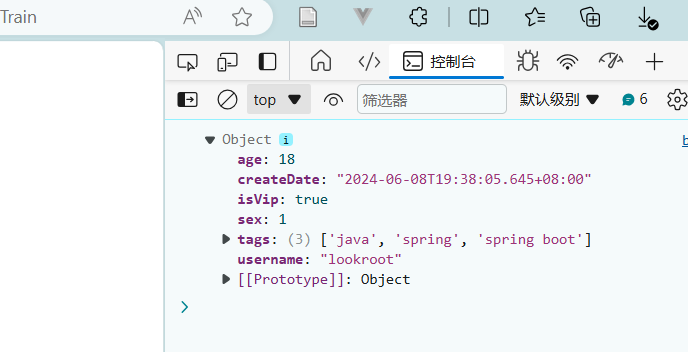 Train
控制台
top
筛选器
默认级别
6
Object i
age: 18
createDate: "2024-06-08T19:38:05.645+08:00"
isVip: true
sex: 1
tags: (3) ['java', 'spring', 'spring boot']
username: "lookroot"
[[Prototype]]: Object